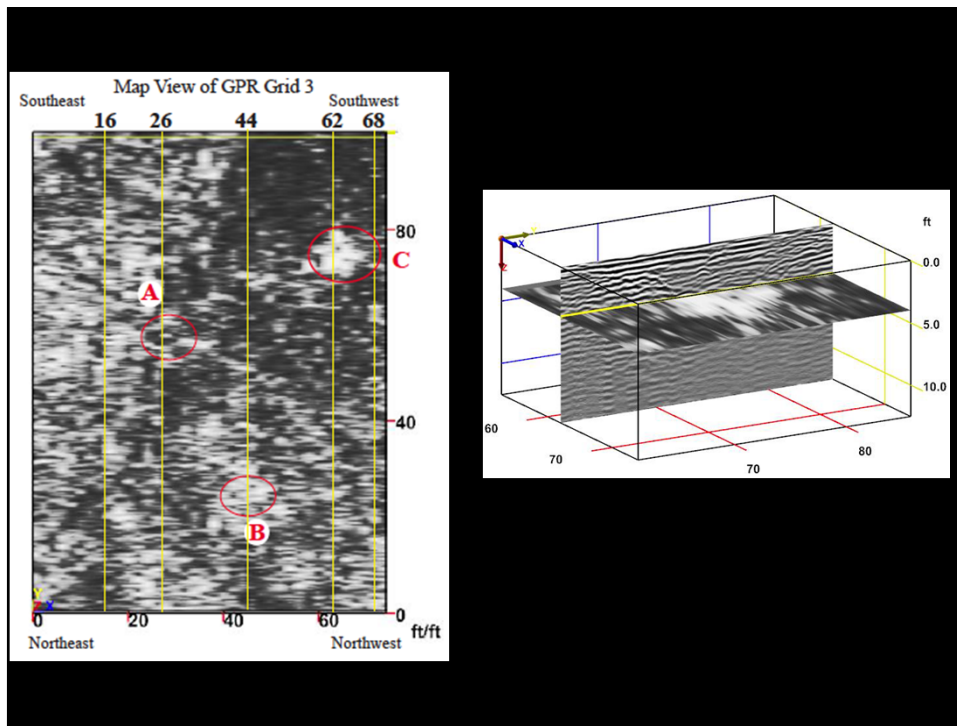 Map View of GPR Grid 3
Southeast Southwest
16 26 44 62 68
80
C
A
40
B
Y
Z X
0
0 20 40 60
ft/ft
Northeast Northwest
Y
X
Z
ft
0.0
5.0
10.0
60
70
70
80